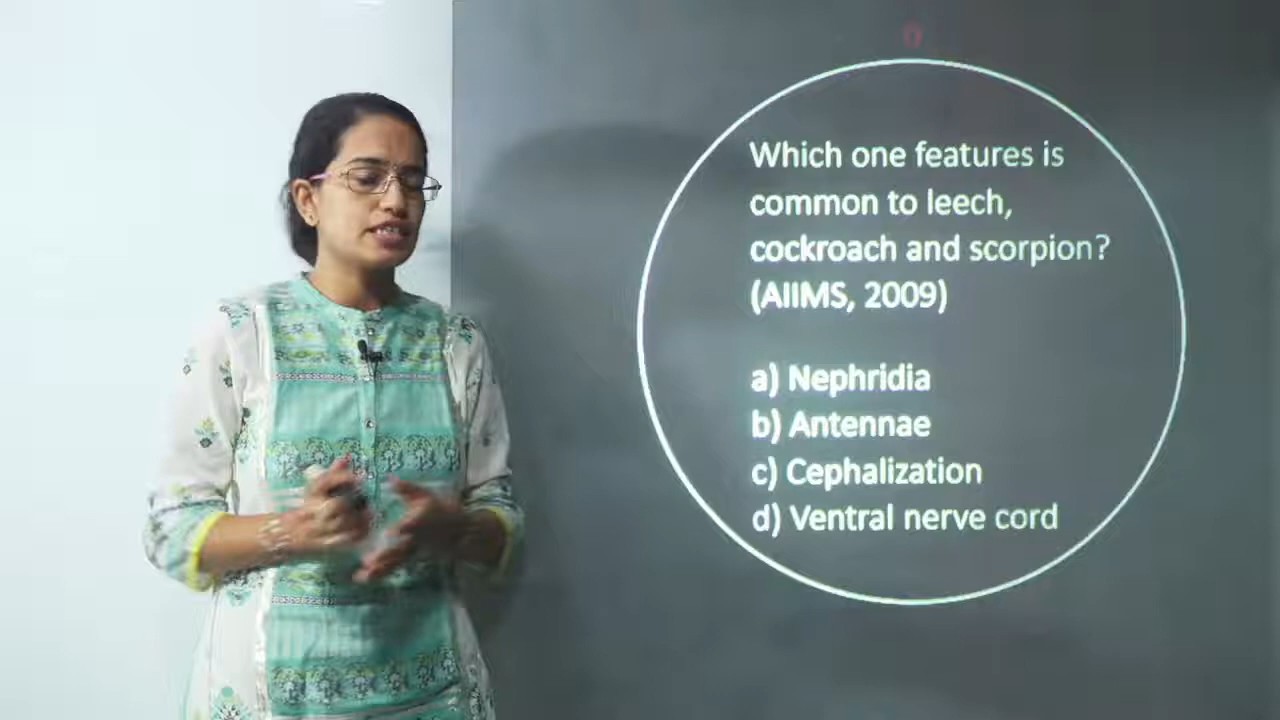 Which one features is
common to leech,
cockroach and scorpion?
(AIIMS, 2009)
a) Nephridia
b) Antennae
c) Cephalization
d) Ventral nerve cord